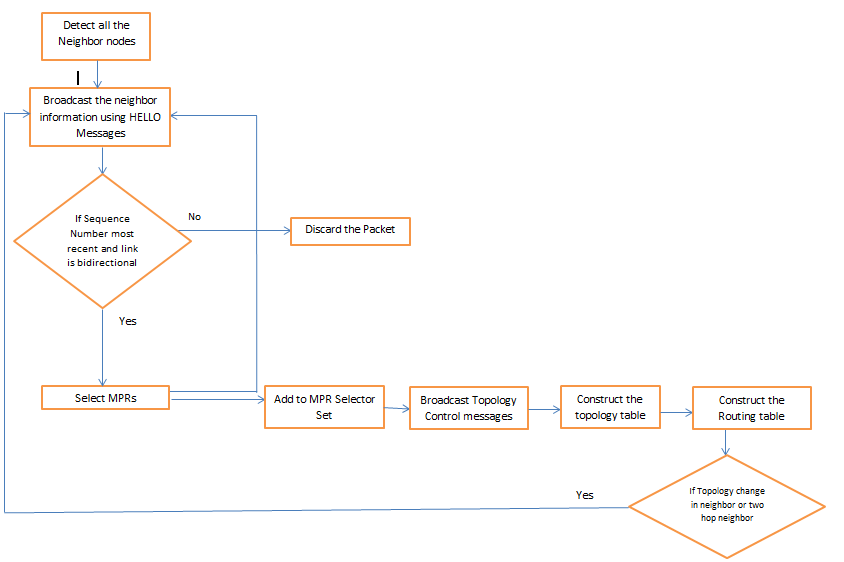 Detect all the
Neighbor nodes
Broadcast the neighbor
information using HELLO
Messages
If Sequence
Number most
recent and link
is bidirectional
No
Discard the Packet
Yes
Select MPRs
Add to MPR Selector
Set
Broadcast Topology
Control messages
Construct the
topology table
Construct the
Routing table
If Topology change
in neighbor or two
hop neighbor
Yes